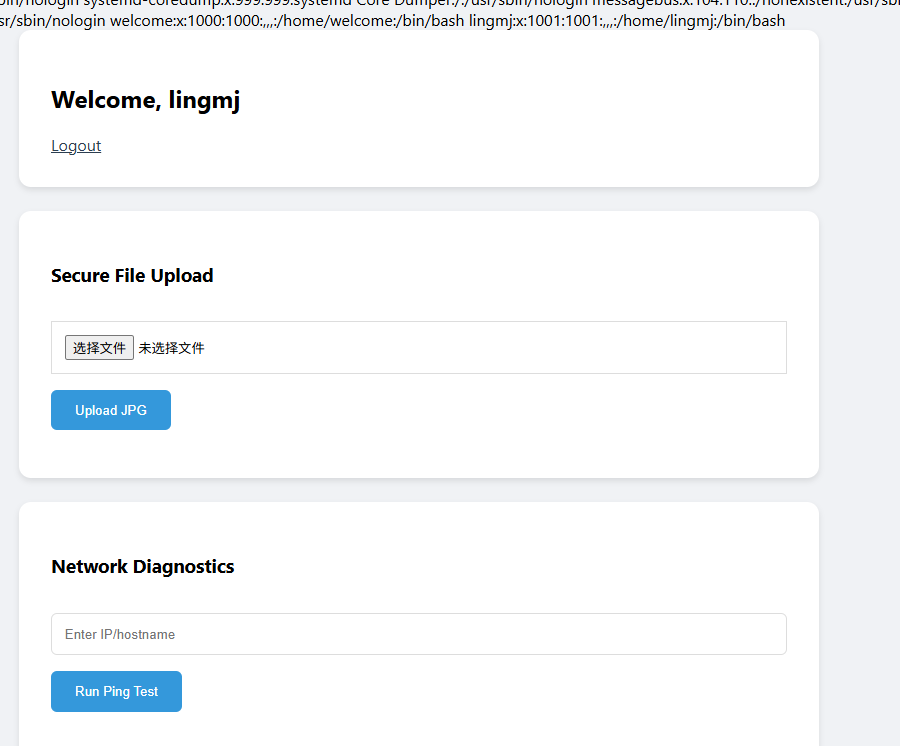 bin/nologin systemd-coredump:x:999:999:systemd Core Dumper:/:/usr/sbin/nologin messagebus:x:104:110::/nonexistent:/usr/sbi
sr/sbin/nologin welcome:x:1000:1000:,,,:/home/welcome:/bin/bash lingmj:x:1001:1001:,,,:/home/lingmj:/bin/bash
Welcome, lingmj
Logout
Secure File Upload
选择文件 未选择文件
Upload JPG
Network Diagnostics
Enter IP/hostname
Run Ping Test